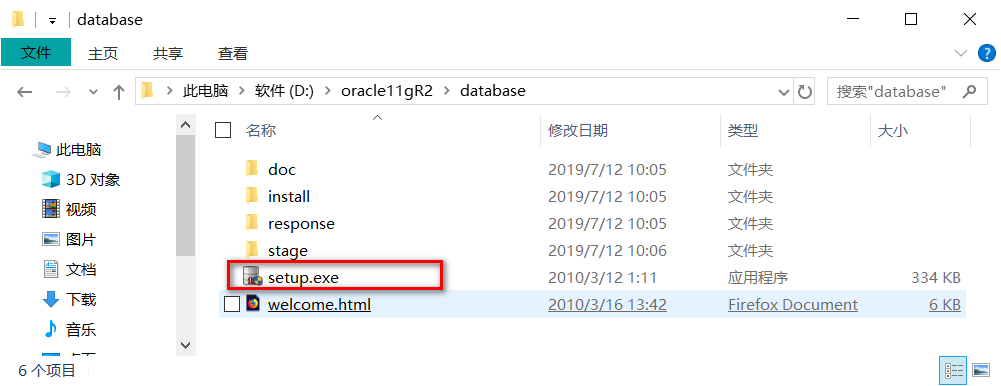 database
文件 主页 共享 查看
此电脑 软件 (D:) oracle11gR2 database 搜索"database"
名称 修改日期 类型 大小
此电脑
3D 对象
视频
图片
文档
下载
音乐
doc 2019/7/12 10:05 文件夹
install 2019/7/12 10:05 文件夹
response 2019/7/12 10:05 文件夹
stage 2019/7/12 10:06 文件夹
setup.exe 2010/3/12 1:11 应用程序 334 KB
welcome.html 2010/3/16 13:42 Firefox Document 6 KB
6 个项目